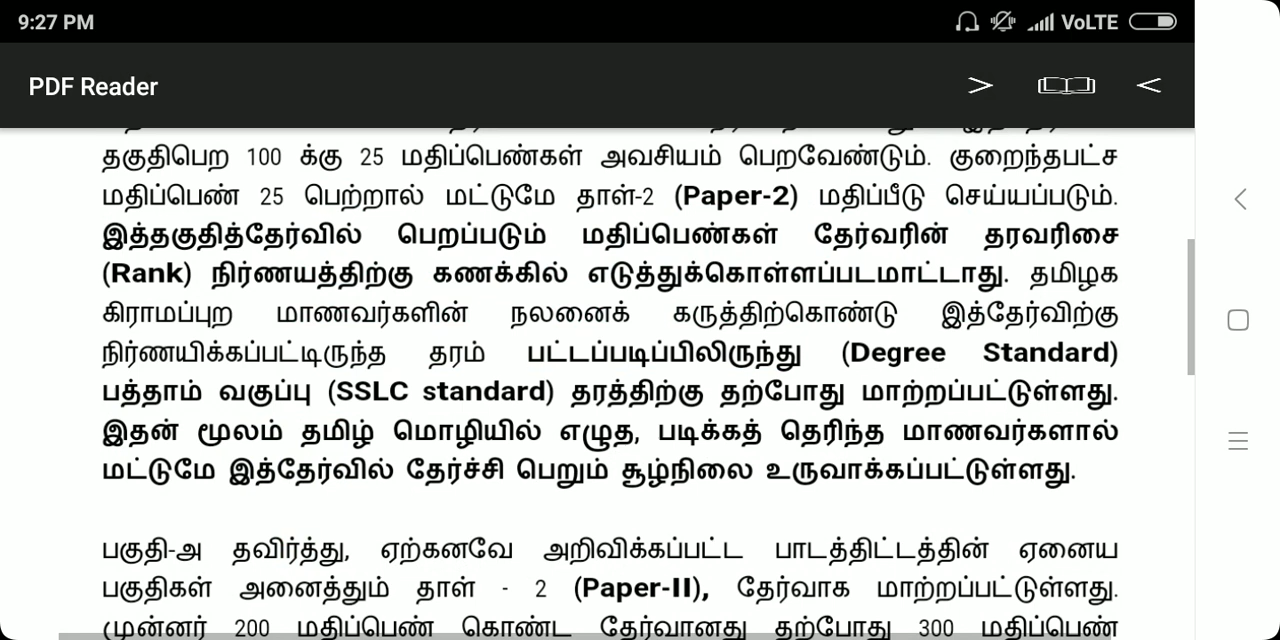 9:27 PM VoLTE
PDF Reader
தகுதிபெற 100 க்கு 25 மதிப்பெண்கள் அவசியம் பெறவேண்டும். குறைந்தபட்ச
மதிப்பெண் 25 பெற்றால் மட்டுமே தாள்-2 (Paper-2) மதிப்பீடு செய்யப்படும்.
இத்தகுதித்தேர்வில் பெறப்படும் மதிப்பெண்கள் தேர்வரின் தரவரிசை
(Rank) நிர்ணயத்திற்கு கணக்கில் எடுத்துக்கொள்ளப்படமாட்டாது. தமிழக
கிராமப்புற மாணவர்களின் நலனைக் கருத்திற்கொண்டு இத்தேர்விற்கு
நிர்ணயிக்கப்பட்டிருந்த தரம் பட்டப்படிப்பிலிருந்து (Degree Standard)
பத்தாம் வகுப்பு (SSLC standard) தரத்திற்கு தற்போது மாற்றப்பட்டுள்ளது.
இதன் மூலம் தமிழ் மொழியில் எழுத, படிக்கத் தெரிந்த மாணவர்களால்
மட்டுமே இத்தேர்வில் தேர்ச்சி பெறும் சூழ்நிலை உருவாக்கப்பட்டுள்ளது.
பகுதி-அ தவிர்த்து, ஏற்கனவே அறிவிக்கப்பட்ட பாடத்திட்டத்தின் ஏனைய
பகுதிகள் அனைத்தும் தாள் - 2 (Paper-II), தேர்வாக மாற்றப்பட்டுள்ளது.
முன்னர் 200 மதிப்பெண் கொண்ட தேர்வானது தற்போது 300 மதிப்பெண்